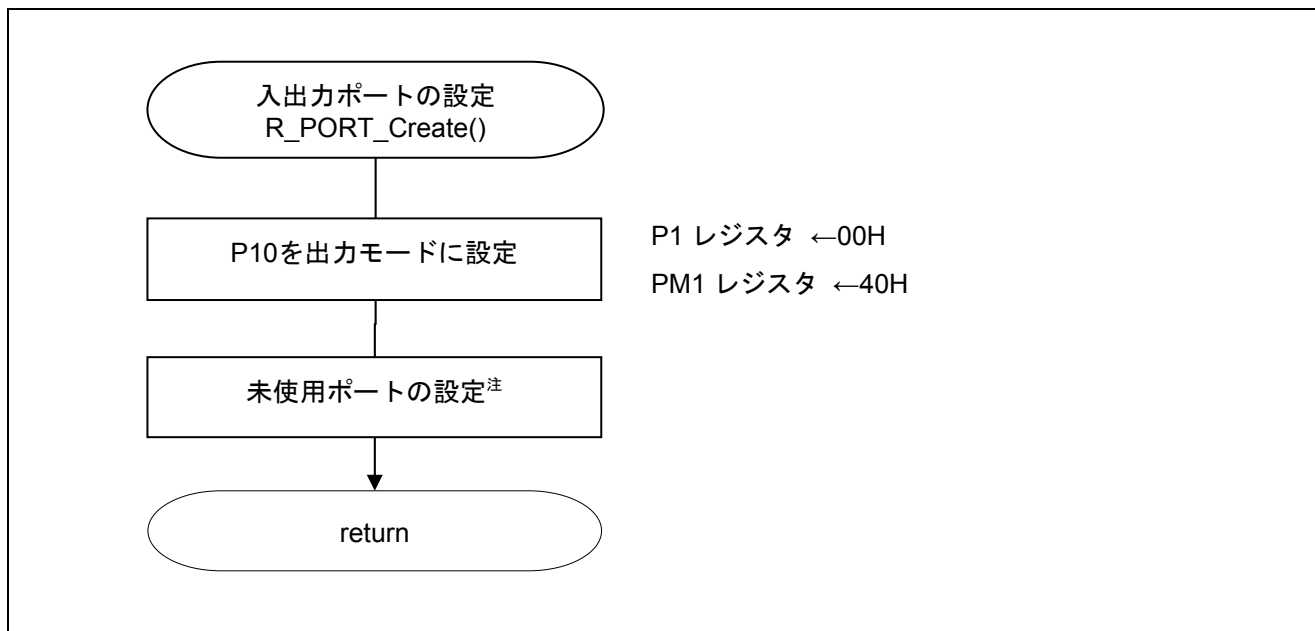 入出力ポートの設定
R_PORT_Create()
P10を出力モードに設定
P1 レジスタ ←00H
PM1 レジスタ ←40H
未使用ポートの設定注
return